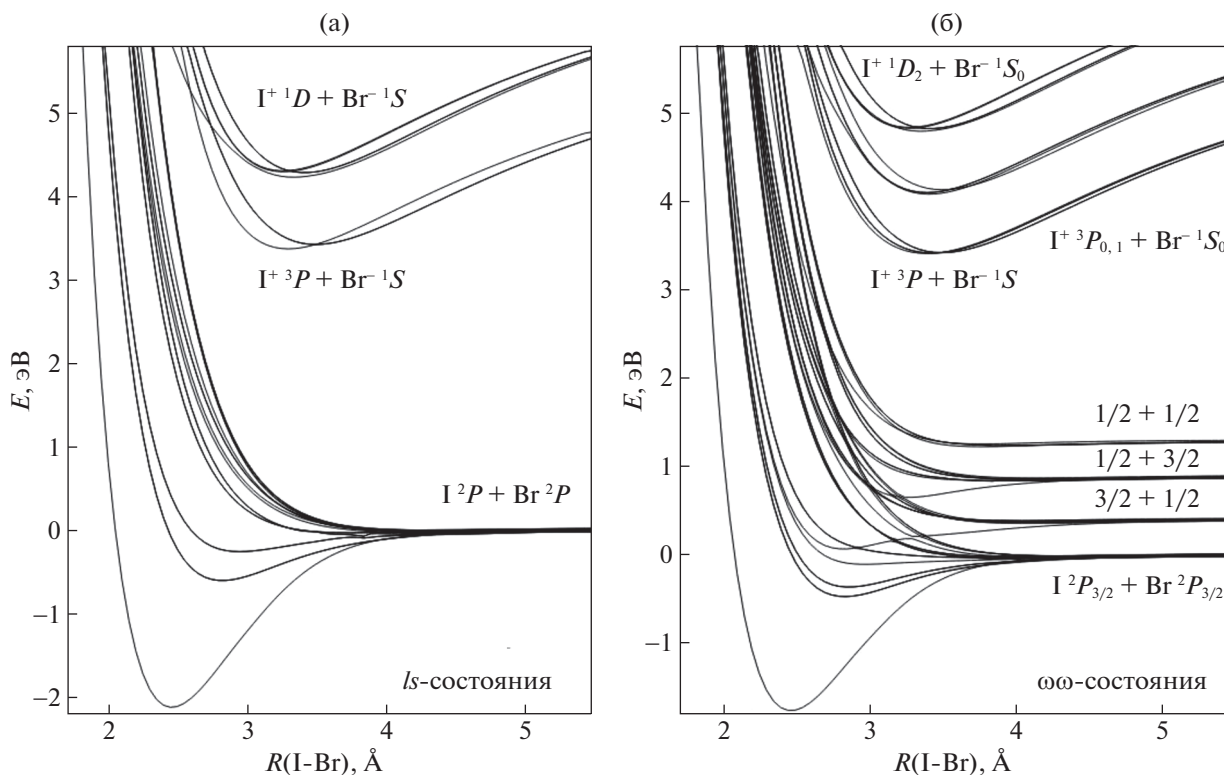 (а)
I⁺ ¹D + Br⁻ ¹S
I⁺ ³P + Br⁻ ¹S
I ²P + Br ²P
ls-состояния
5
4
3
2
1
0
−1
−2
E, эВ
2 3 4 5
R(I-Br), Å
(б)
I⁺ ¹D₂ + Br⁻ ¹S₀
I⁺ ³P₀,₁ + Br⁻ ¹S₀
I⁺ ³P + Br⁻ ¹S
1/2 + 1/2
1/2 + 3/2
3/2 + 1/2
I ²P₃/₂ + Br ²P₃/₂
ωω-состояния
5
4
3
2
1
0
−1
E, эВ
2 3 4 5
R(I-Br), Å